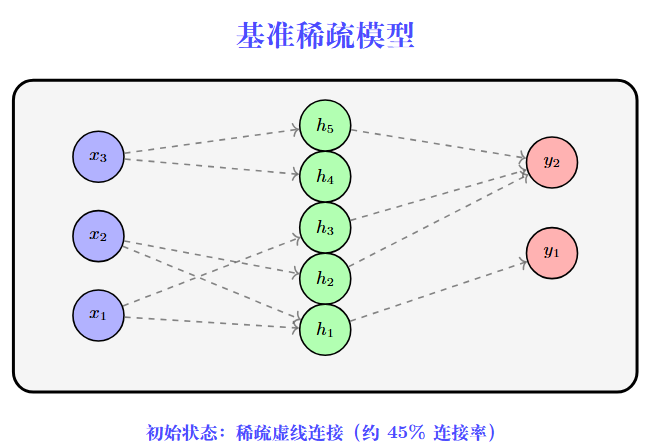 基准稀疏模型
h₅
x₃
y₂
h₄
h₃
x₂
y₁
h₂
x₁
h₁
初始状态：稀疏虚线连接（约 45% 连接率）